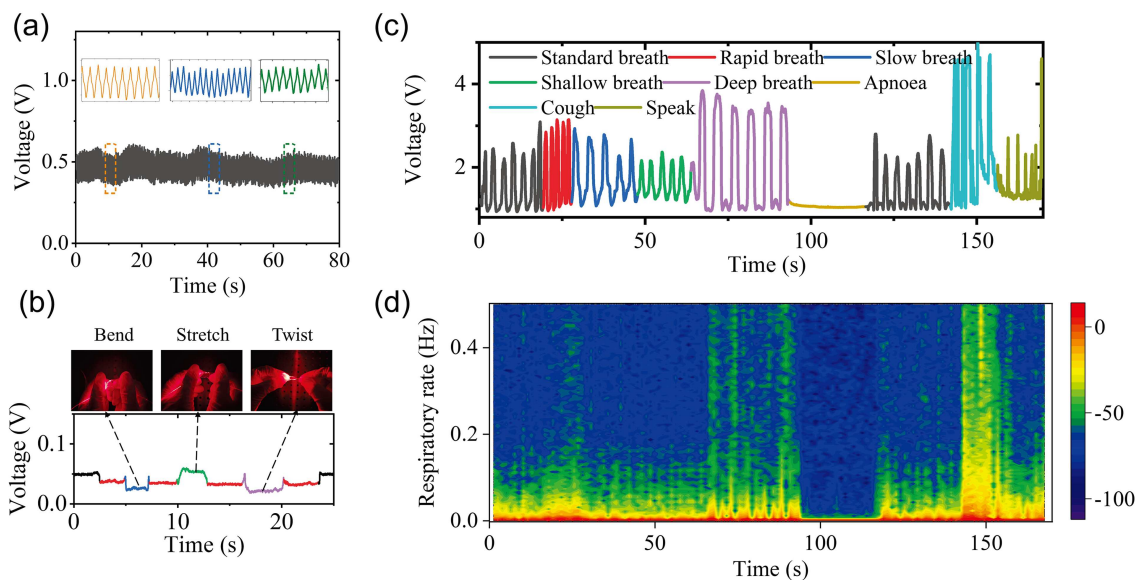 (a)
Voltage (V)
1.0
0.5
1.0
0
20
40
60
80
Time (s)
(b)
Bend
Stretch
Twist
Voltage (V)
0.1
0.0
0
10
20
Time (s)
(c)
Standard breath
Rapid breath
Slow breath
Shallow breath
Deep breath
Apnoea
Cough
Speak
Voltage (V)
4
2
0
50
100
150
Time (s)
(d)
Respiratory rate (Hz)
0.4
0.2
0.0
0
50
100
150
Time (s)
0
-50
-100